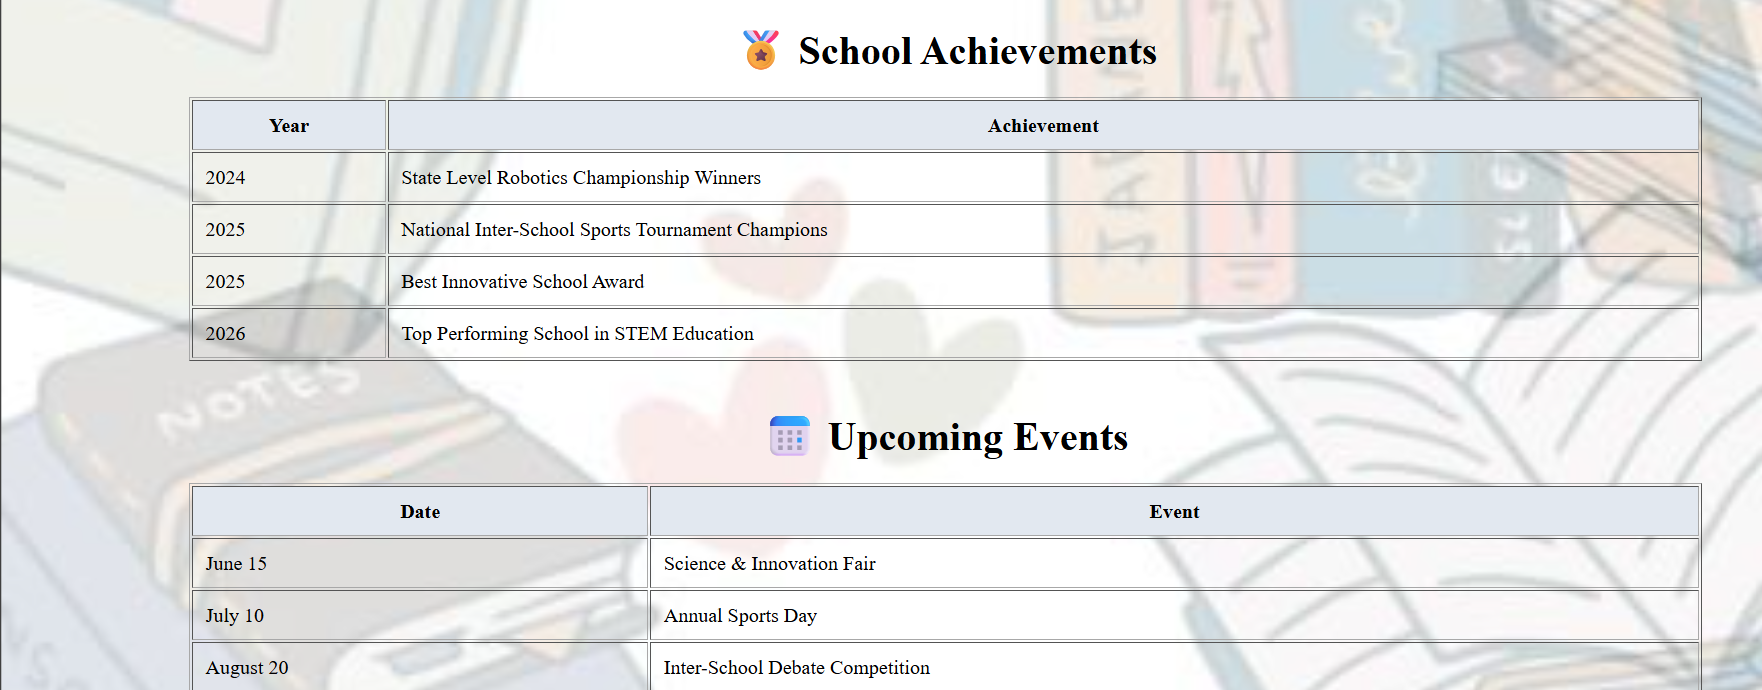 School Achievements
Year Achievement
2024 State Level Robotics Championship Winners
2025 National Inter-School Sports Tournament Champions
2025 Best Innovative School Award
2026 Top Performing School in STEM Education
NOTES
Upcoming Events
Date Event
June 15 Science & Innovation Fair
July 10 Annual Sports Day
August 20 Inter-School Debate Competition